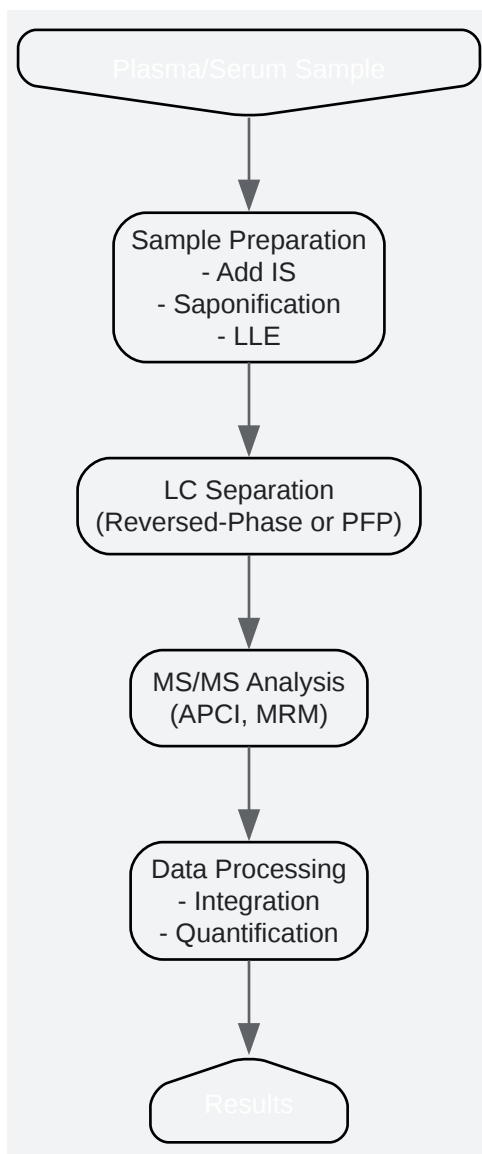 Plasma/Serum Sample
Sample Preparation
- Add IS
- Saponification
- LLE
LC Separation
(Reversed-Phase or PFP)
MS/MS Analysis
(APCI, MRM)
Data Processing
- Integration
- Quantification
Results